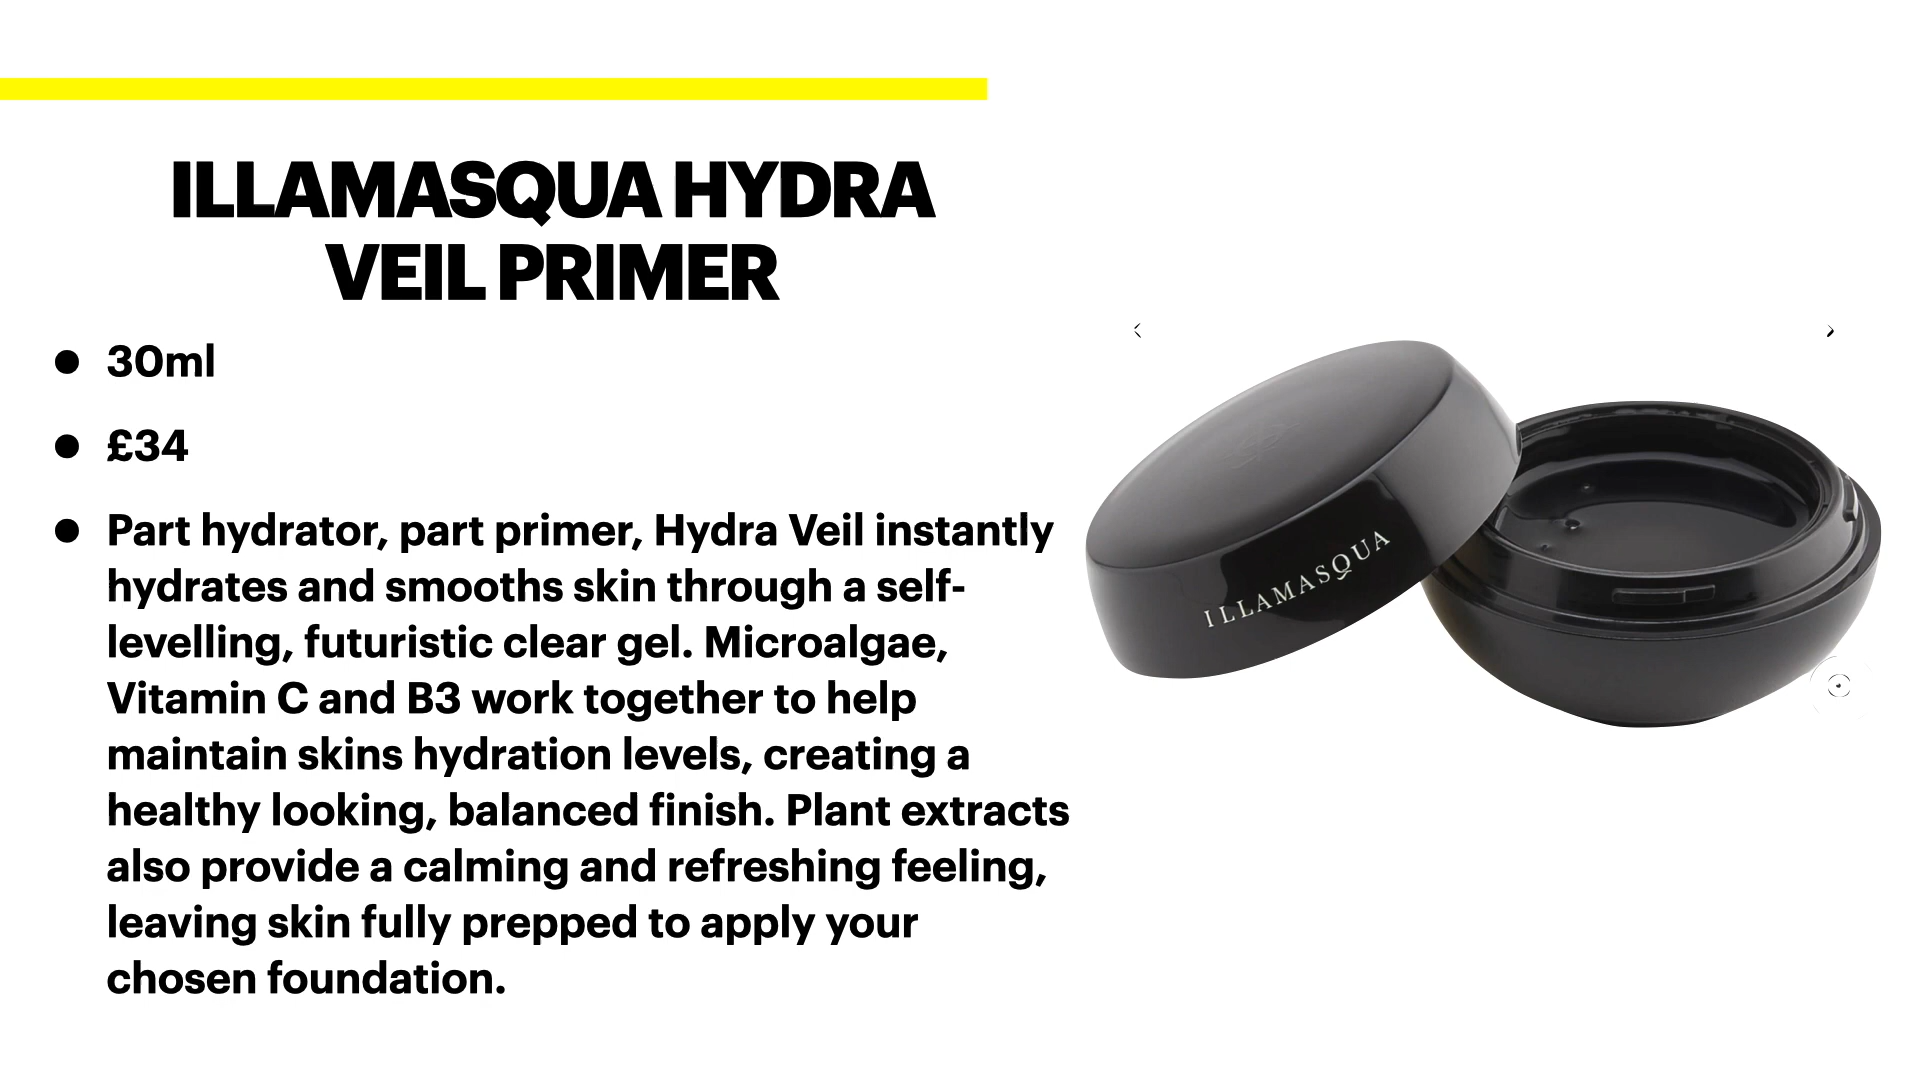 ILLAMASQUA HYDRA
VEIL PRIMER
● 30ml
● £34
● Part hydrator, part primer, Hydra Veil instantly
hydrates and smooths skin through a self-
levelling, futuristic clear gel. Microalgae,
Vitamin C and B3 work together to help
maintain skins hydration levels, creating a
healthy looking, balanced finish. Plant extracts
also provide a calming and refreshing feeling,
leaving skin fully prepped to apply your
chosen foundation.
ILLAMASQUA